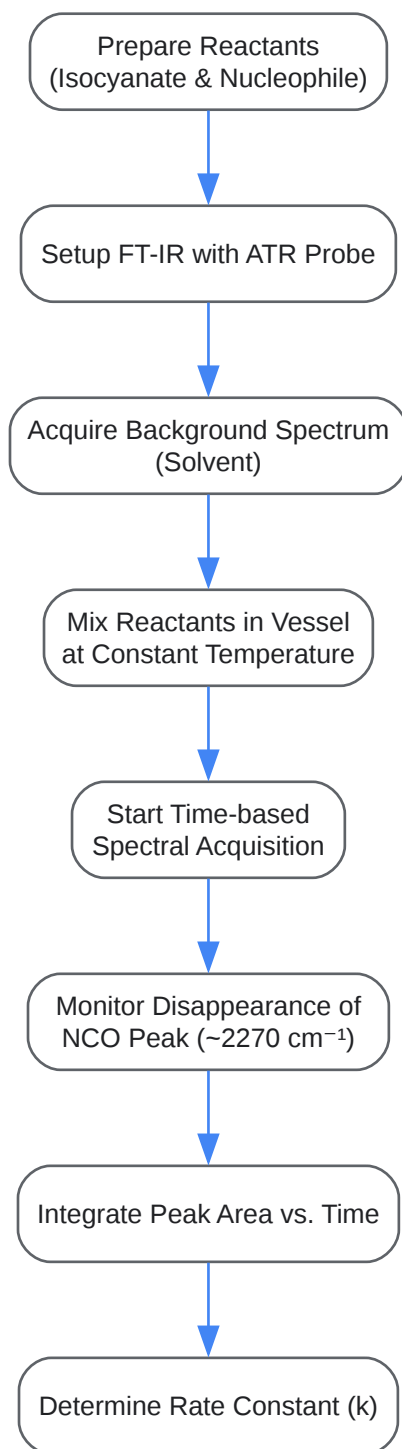 Prepare Reactants
(Isocyanate & Nucleophile)
Setup FT-IR with ATR Probe
Acquire Background Spectrum
(Solvent)
Mix Reactants in Vessel
at Constant Temperature
Start Time-based
Spectral Acquisition
Monitor Disappearance of
NCO Peak (~2270 cm⁻¹)
Integrate Peak Area vs. Time
Determine Rate Constant (k)